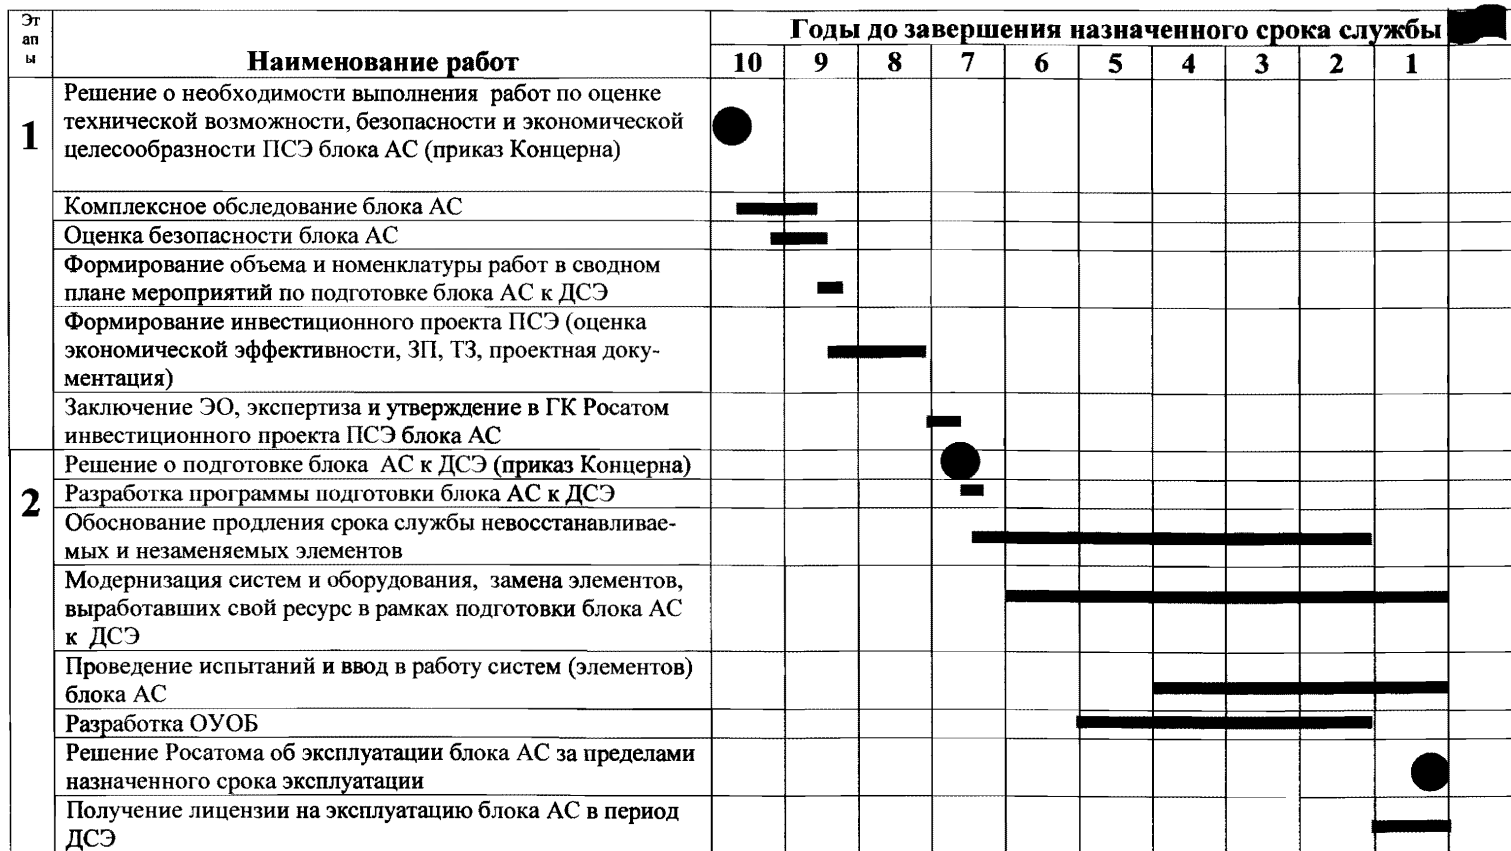 Эт
ап
ы
Наименование работ
Годы до завершения назначенного срока службы
10 9 8 7 6 5 4 3 2 1
1
Решение о необходимости выполнения работ по оценке
технической возможности, безопасности и экономической
целесообразности ПСЭ блока АС (приказ Концерна)
Комплексное обследование блока АС
Оценка безопасности блока АС
Формирование объема и номенклатуры работ в сводном
плане мероприятий по подготовке блока АС к ДСЭ
Формирование инвестиционного проекта ПСЭ (оценка
экономической эффективности, ЗП, ТЗ, проектная доку-
ментация)
Заключение ЭО, экспертиза и утверждение в ГК Росатом
инвестиционного проекта ПСЭ блока АС
2
Решение о подготовке блока АС к ДСЭ (приказ Концерна)
Разработка программы подготовки блока АС к ДСЭ
Обоснование продления срока службы невосстанавливае-
мых и незаменяемых элементов
Модернизация систем и оборудования, замена элементов,
выработавших свой ресурс в рамках подготовки блока АС
к ДСЭ
Проведение испытаний и ввод в работу систем (элементов)
блока АС
Разработка ОУОБ
Решение Росатома об эксплуатации блока АС за пределами
назначенного срока эксплуатации
Получение лицензии на эксплуатацию блока АС в период
ДСЭ